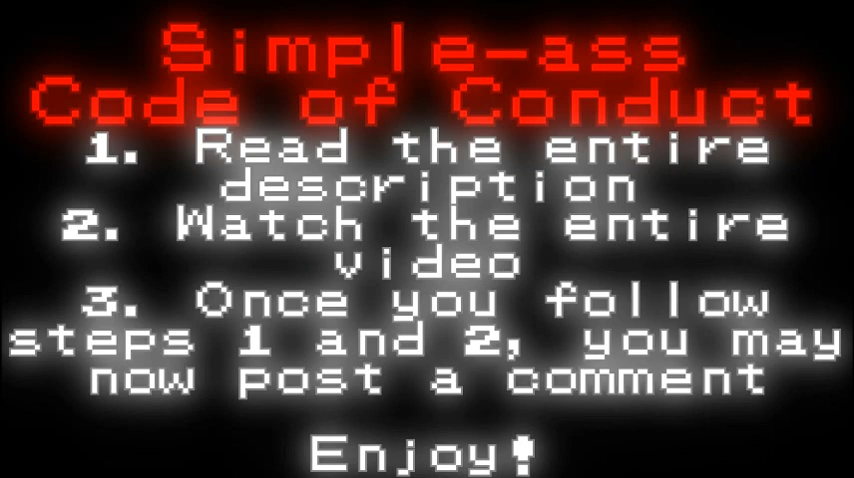 Simple-ass
Code of Conduct
1. Read the entire
description
2. Watch the entire
video
3. Once you follow
steps 1 and 2, you may
now post a comment
Enjoy!